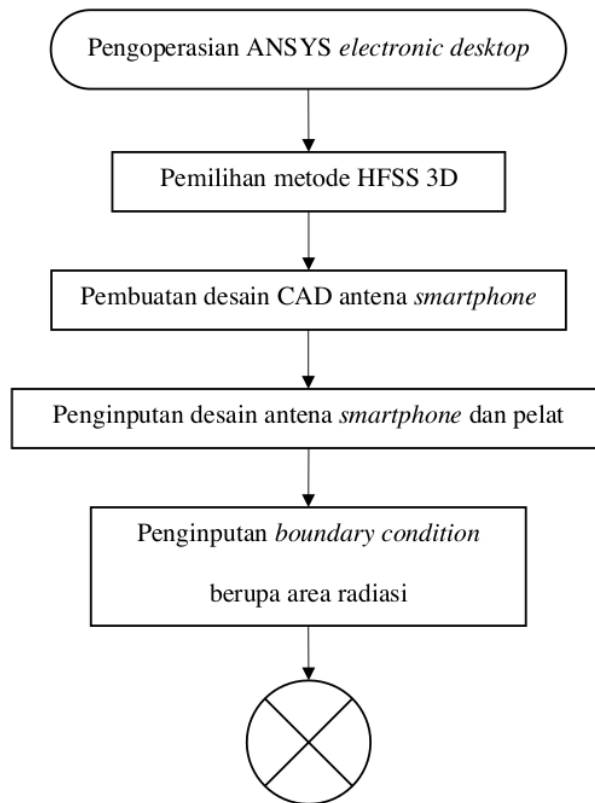 Pengoperasian ANSYS electronic desktop
Pemilihan metode HFSS 3D
Pembuatan desain CAD antena smartphone
Penginputan desain antena smartphone dan pelat
Penginputan boundary condition
berupa area radiasi